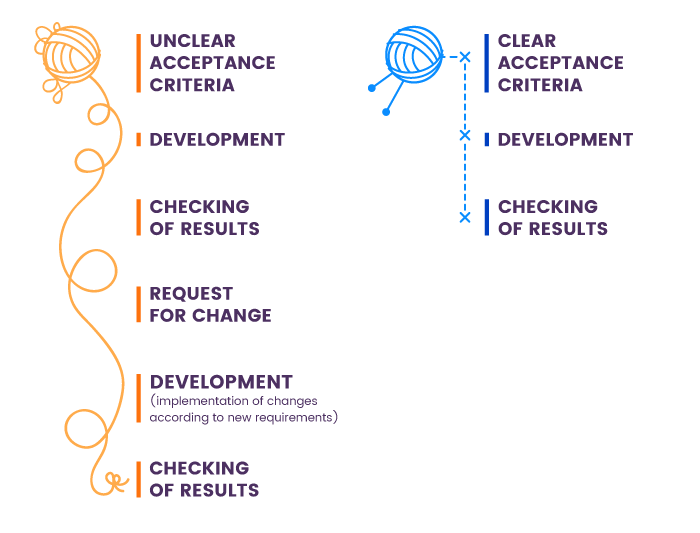 UNCLEAR
ACCEPTANCE
CRITERIA
DEVELOPMENT
CHECKING
OF RESULTS
REQUEST
FOR CHANGE
DEVELOPMENT
(implementation of changes
according to new requirements)
CHECKING
OF RESULTS
CLEAR
ACCEPTANCE
CRITERIA
DEVELOPMENT
CHECKING
OF RESULTS